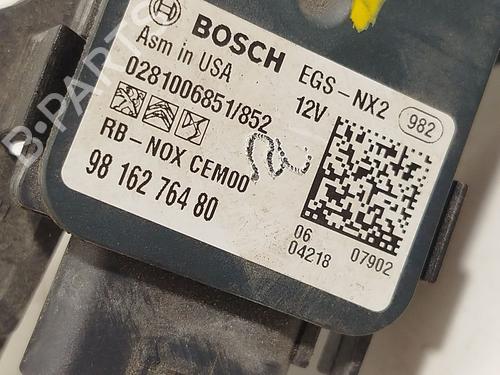 BOSCH
Asm in USA
EGS-NX2
982
0281006851/852
12V
RB-NOX CEM00
98 162 764 80
06
04218
07902
B-PARTS